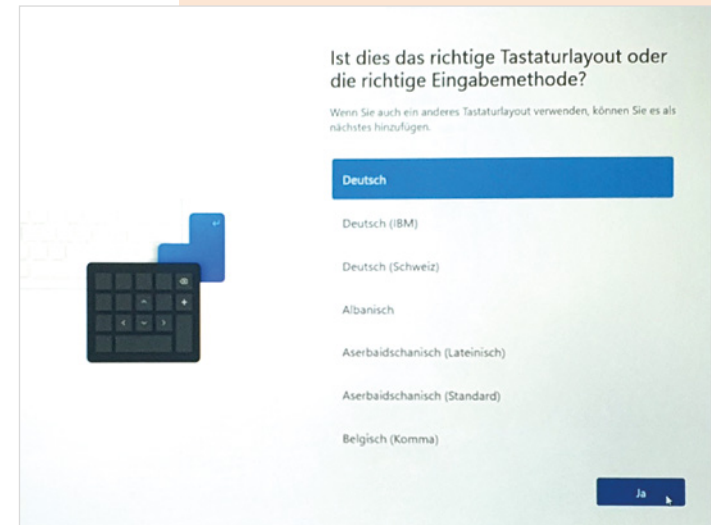 Ist dies das richtige Tastaturlayout oder
die richtige Eingabemethode?
Wenn Sie auch ein anderes Tastaturlayout verwenden, können Sie es als
nächstes hinzufügen.
Deutsch
Deutsch (IBM)
Deutsch (Schweiz)
Albanisch
Aserbaidschanisch (Lateinisch)
Aserbaidschanisch (Standard)
Belgisch (Komma)
Ja